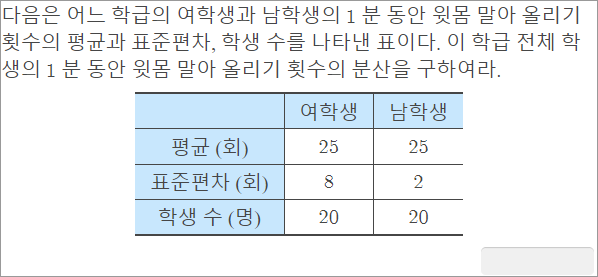 다음은 어느 학급의 여학생과 남학생의 1 분 동안 윗몸 말아 올리기
횟수의 평균과 표준편차, 학생 수를 나타낸 표이다. 이 학급 전체 학
생의 1 분 동안 윗몸 말아 올리기 횟수의 분산을 구하여라.
여학생 남학생
평균 (회) 25 25
표준편차 (회) 8 2
학생 수 (명) 20 20